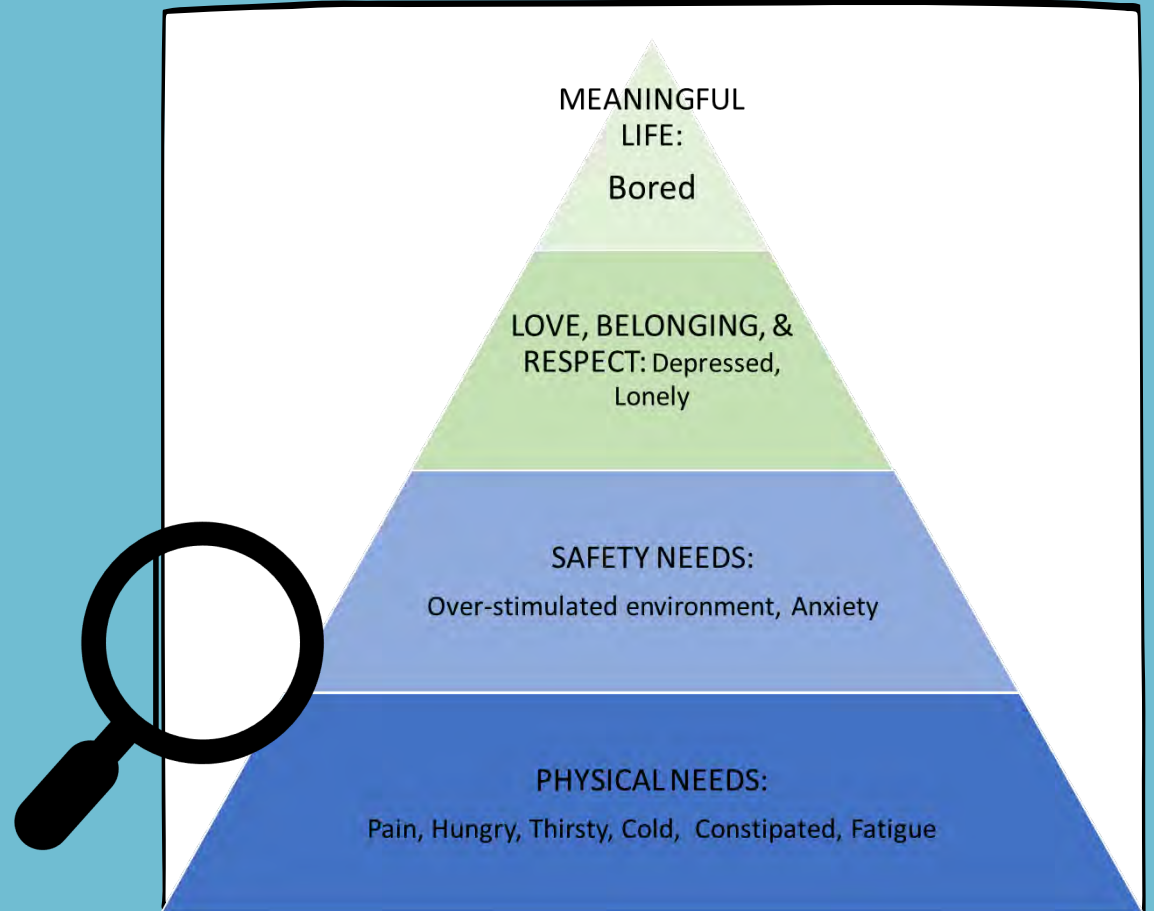 MEANINGFUL
LIFE:
Bored
LOVE, BELONGING, &
RESPECT: Depressed,
Lonely
SAFETY NEEDS:
Over-stimulated environment, Anxiety
PHYSICAL NEEDS:
Pain, Hungry, Thirsty, Cold, Constipated, Fatigue